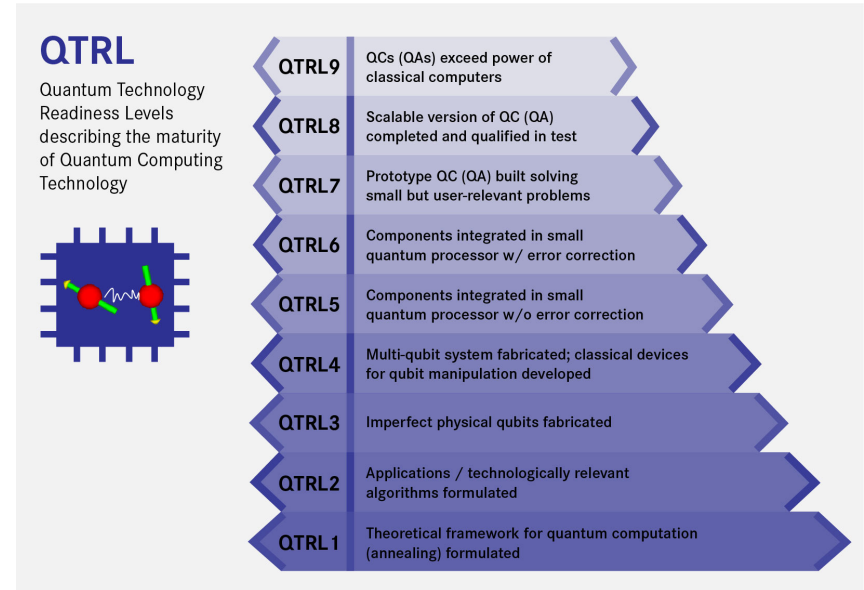 QTRL
Quantum Technology
Readiness Levels
describing the maturity
of Quantum Computing
Technology
QTRL9
QCs (QAs) exceed power of
classical computers
QTRL8
Scalable version of QC (QA)
completed and qualified in test
QTRL7
Prototype QC (QA) built solving
small but user-relevant problems
QTRL6
Components integrated in small
quantum processor w/ error correction
QTRL5
Components integrated in small
quantum processor w/o error correction
QTRL4
Multi-qubit system fabricated; classical devices
for qubit manipulation developed
QTRL3
Imperfect physical qubits fabricated
QTRL2
Applications / technologically relevant
algorithms formulated
QTRL1
Theoretical framework for quantum computation
(annealing) formulated